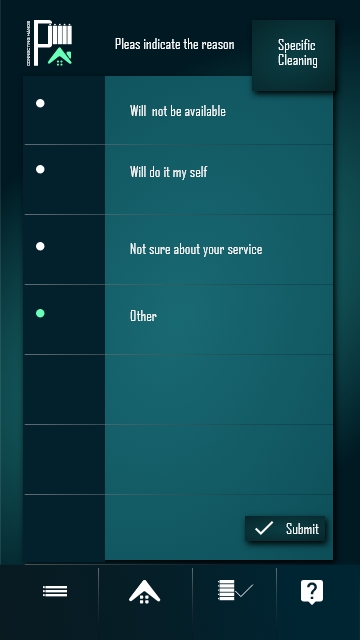 Pleas indicate the reason
Specific
Cleaning
Will not be available
Will do it my self
Not sure about your service
Other
Submit